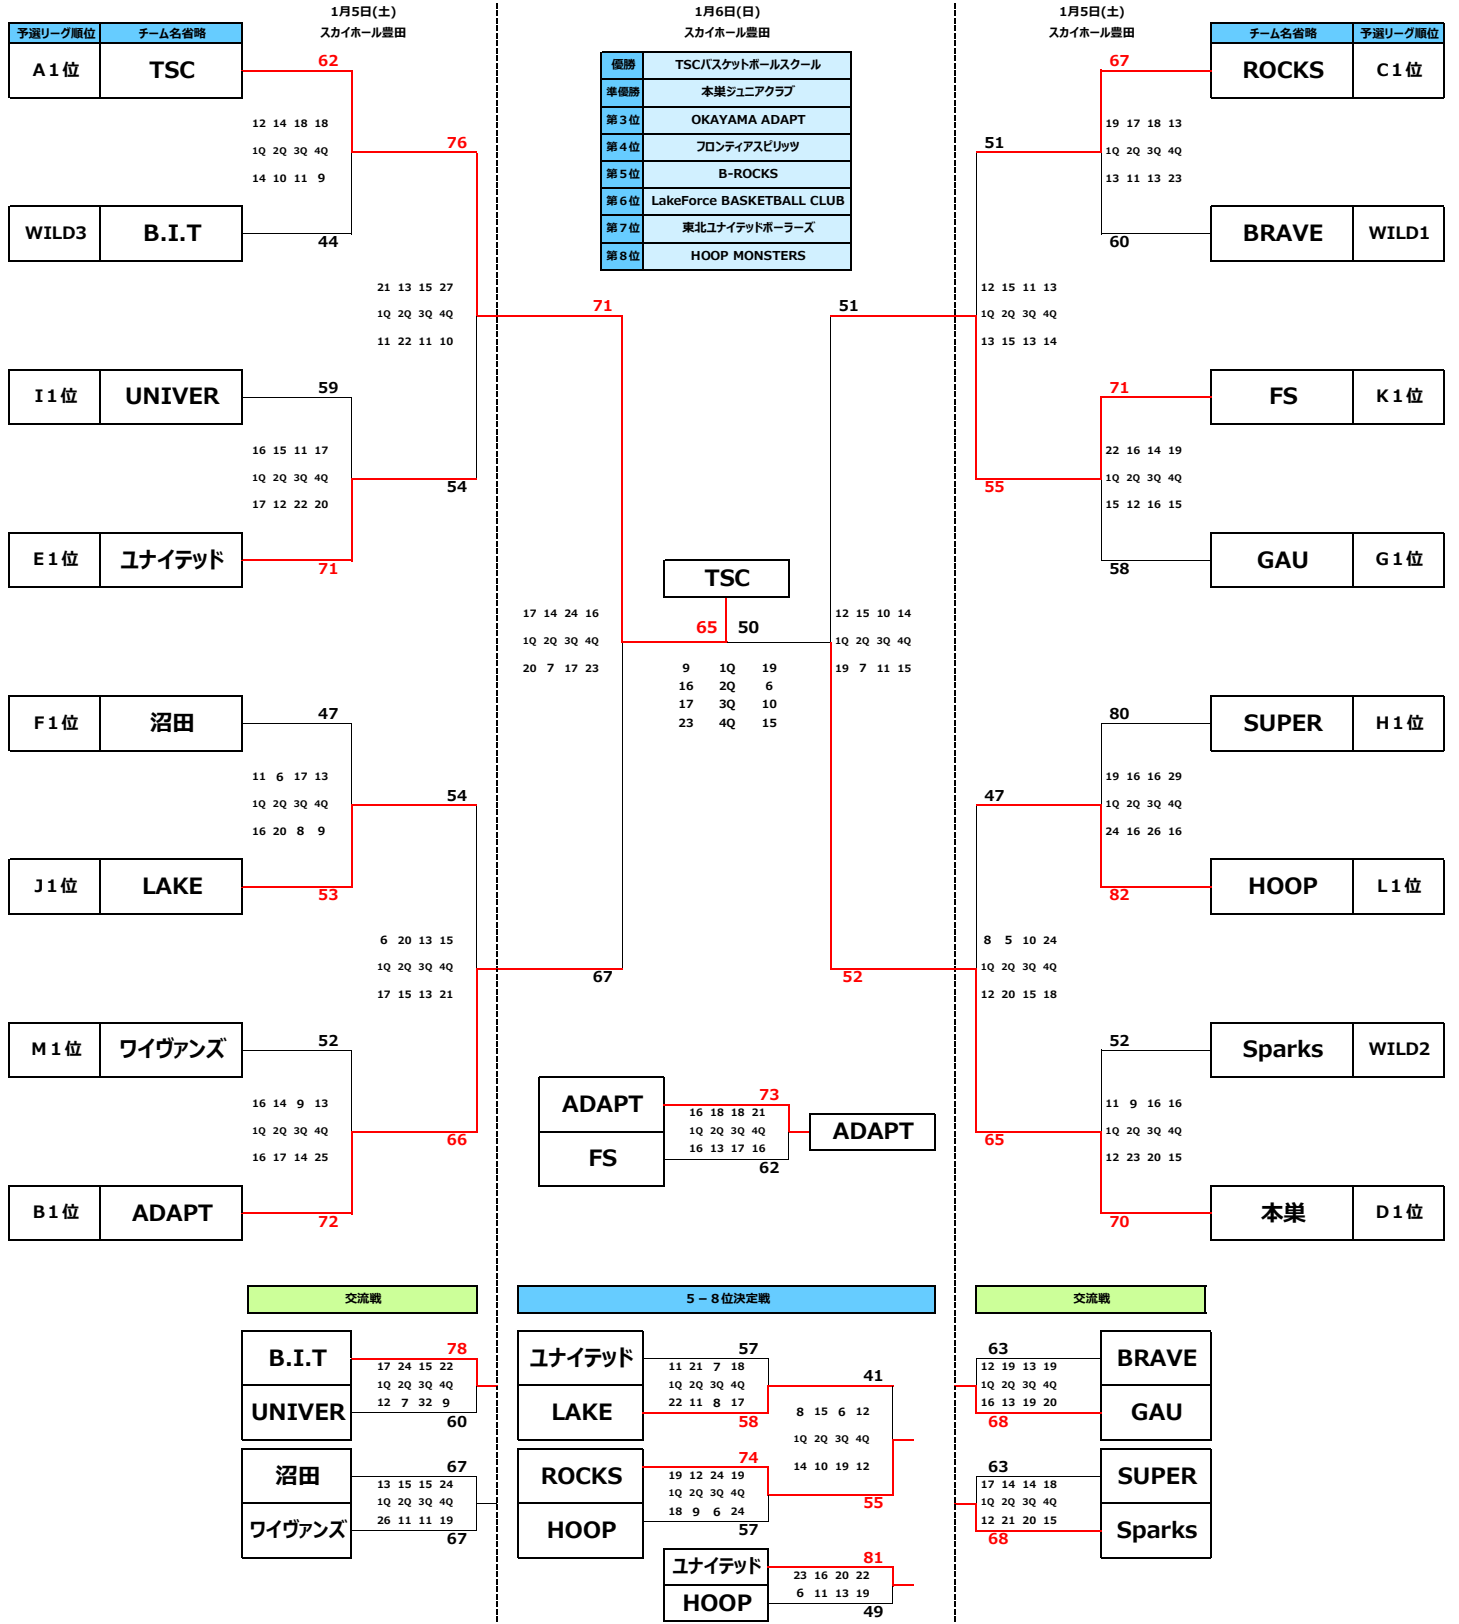 1月5日(土)
スカイホール豊田
1月6日(日)
スカイホール豊田
1月5日(土)
スカイホール豊田
予選リーグ順位 チーム名省略
A1位 TSC
62
12 14 18 18
1Q 2Q 3Q 4Q
14 10 11 9
76
WILD3 B.I.T
44
21 13 15 27
1Q 2Q 3Q 4Q
11 22 11 10
I1位 UNIVER
59
16 15 11 17
1Q 2Q 3Q 4Q
17 12 22 20
54
E1位 ユナイテッド
71
F1位 沼田
47
11 6 17 13
1Q 2Q 3Q 4Q
16 20 8 9
54
J1位 LAKE
53
6 20 13 15
1Q 2Q 3Q 4Q
17 15 13 21
M1位 ワイヴァンズ
52
16 14 9 13
1Q 2Q 3Q 4Q
16 17 14 25
66
B1位 ADAPT
72
優勝 TSCバスケットボールスクール
準優勝 本巣ジュニアクラブ
第3位 OKAYAMA ADAPT
第4位 フロンティアスピリッツ
第5位 B-ROCKS
第6位 LakeForce BASKETBALL CLUB
第7位 東北ユナイテッドボーラーズ
第8位 HOOP MONSTERS
71
51
TSC
17 14 24 16
1Q 2Q 3Q 4Q
20 7 17 23
65 50
9 1Q 19
16 2Q 6
17 3Q 10
23 4Q 15
12 15 10 14
1Q 2Q 3Q 4Q
19 7 11 15
67
52
ADAPT
73
16 18 18 21
1Q 2Q 3Q 4Q
16 13 17 16
FS
62
ADAPT
チーム名省略 予選リーグ順位
67
ROCKS C1位
19 17 18 13
1Q 2Q 3Q 4Q
13 11 13 23
51
60
BRAVE WILD1
12 15 11 13
1Q 2Q 3Q 4Q
13 15 13 14
71
FS K1位
22 16 14 19
1Q 2Q 3Q 4Q
15 12 16 15
55
58
GAU G1位
80
SUPER H1位
19 16 16 29
1Q 2Q 3Q 4Q
24 16 26 16
47
82
HOOP L1位
8 5 10 24
1Q 2Q 3Q 4Q
12 20 15 18
52
Sparks WILD2
11 9 16 16
1Q 2Q 3Q 4Q
12 23 20 15
65
70
本巣 D1位
交流戦
B.I.T
78
17 24 15 22
1Q 2Q 3Q 4Q
12 7 32 9
UNIVER
60
沼田
67
13 15 15 24
1Q 2Q 3Q 4Q
26 11 11 19
ワイヴァンズ
67
5-8位決定戦
ユナイテッド
57
11 21 7 18
1Q 2Q 3Q 4Q
22 11 8 17
LAKE
58
41
8 15 6 12
1Q 2Q 3Q 4Q
14 10 19 12
55
ROCKS
74
19 12 24 19
1Q 2Q 3Q 4Q
18 9 6 24
HOOP
57
ユナイテッド
81
23 16 20 22
6 11 13 19
HOOP
49
交流戦
63
BRAVE
12 19 13 19
1Q 2Q 3Q 4Q
16 13 19 20
68
GAU
63
SUPER
17 14 14 18
1Q 2Q 3Q 4Q
12 21 20 15
68
Sparks